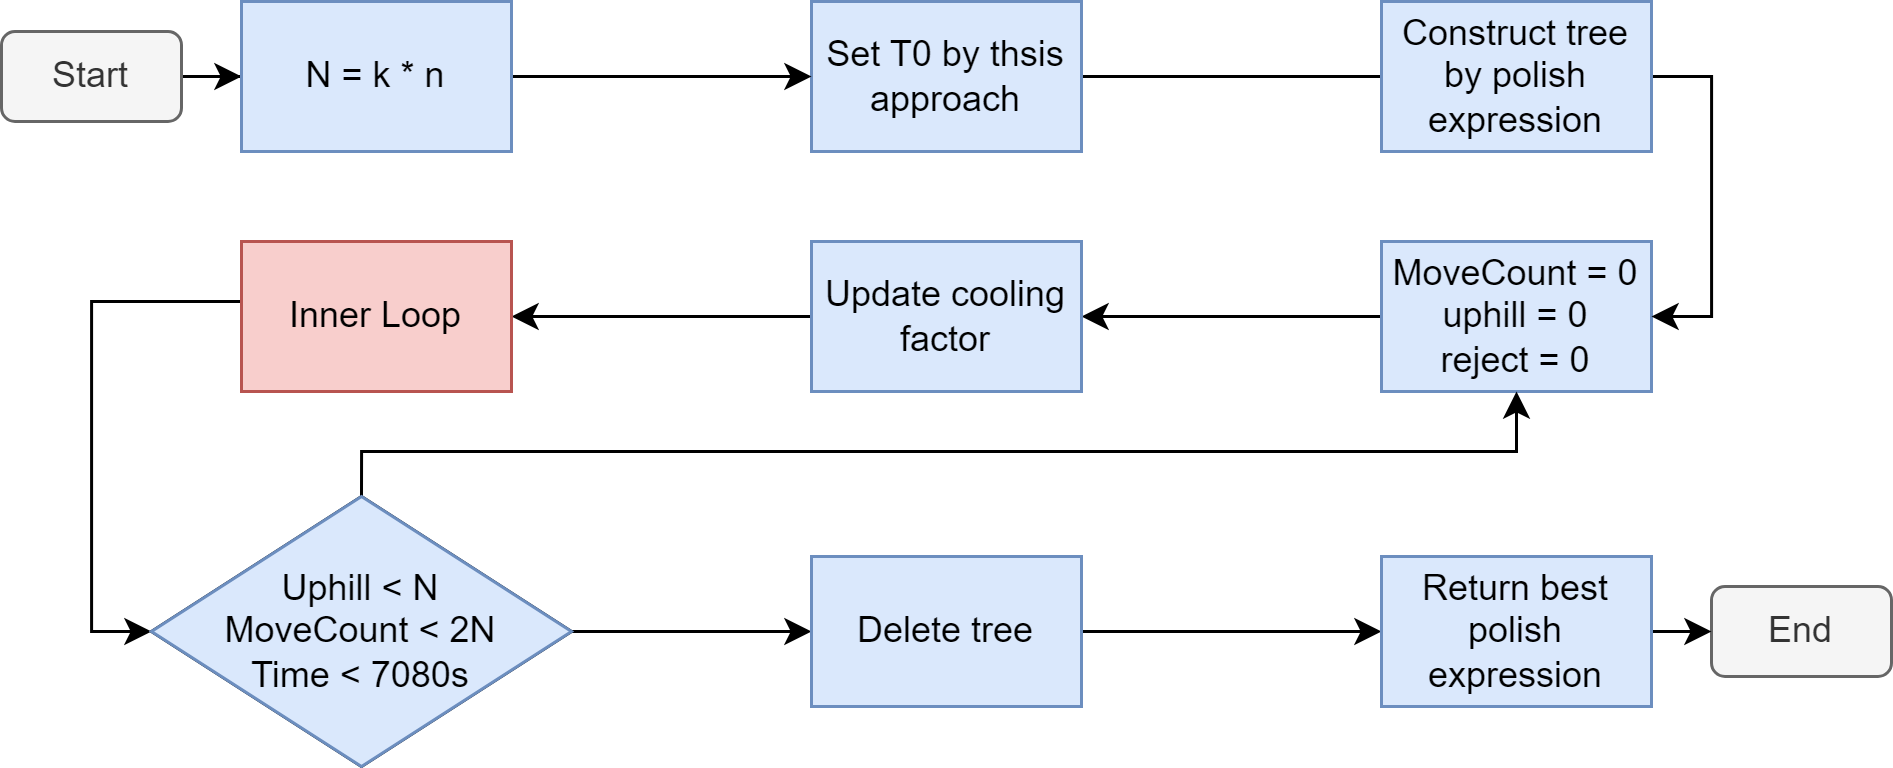 Start
N = k * n
Set T0 by thsis
approach
Construct tree
by polish
expression
MoveCount = 0
uphill = 0
reject = 0
Update cooling
factor
Inner Loop
Uphill < N
MoveCount < 2N
Time < 7080s
Delete tree
Return best
polish
expression
End